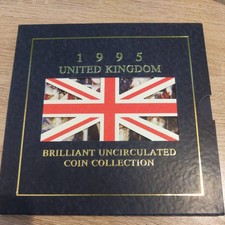 1995
UNITED KINGDOM
BRILLIANT UNCIRCULATED
COIN COLLECTION